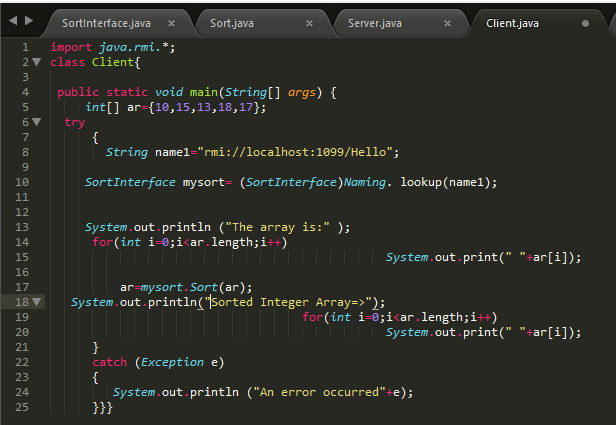 SortInterface.java × Sort.java × Server.java × Client.java
1 import java.rmi.*;
2 class Client{
3
4 public static void main(String[] args) {
5 int[] ar={10,15,13,18,17};
6 try
7 {
8 String name1="rmi://localhost:1099/Hello";
9
10 SortInterface mysort= (SortInterface)Naming. lookup(name1);
11
12
13 System.out.println ("The array is:" );
14 for(int i=0;i<ar.length;i++)
15 System.out.print(" "+ar[i]);
16
17 ar=mysort.Sort(ar);
18 System.out.println("Sorted Integer Array=>");
19 for(int i=0;i<ar.length;i++)
20 System.out.print(" "+ar[i]);
21 }
22 catch (Exception e)
23 {
24 System.out.println ("An error occurred"+e);
25 }}}